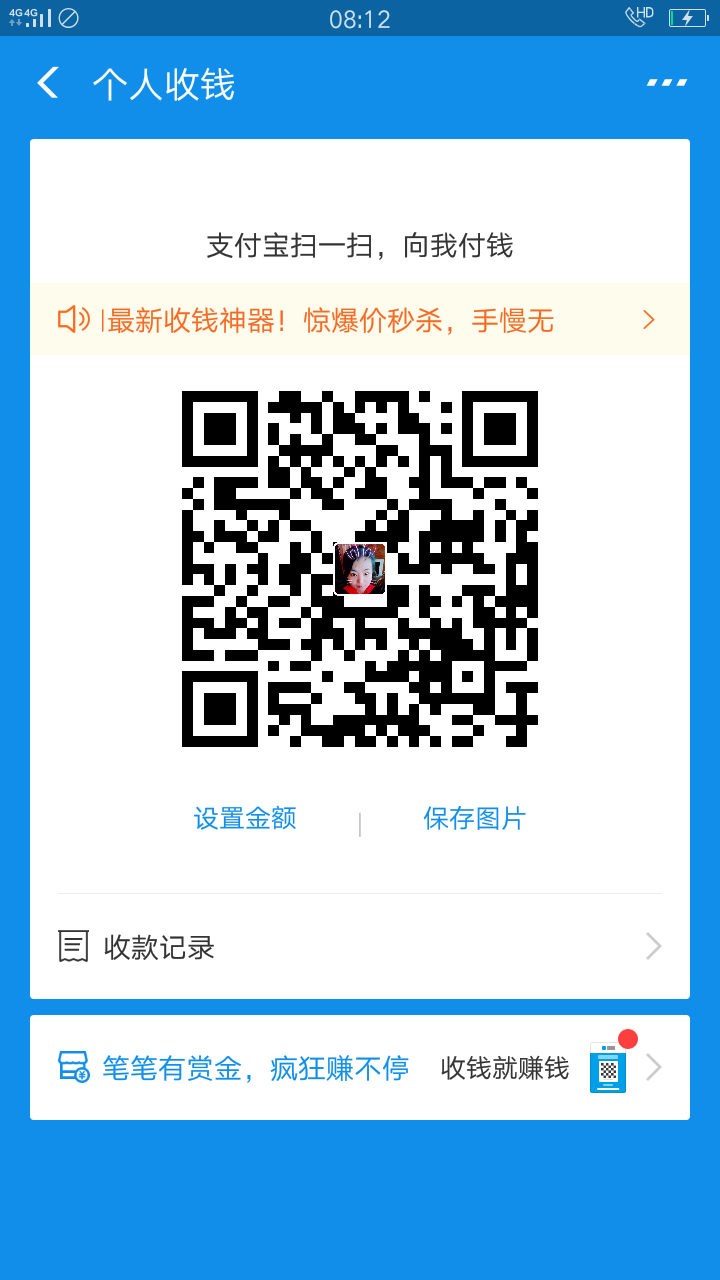 4G 4G
08:12
HD
个人收钱
支付宝扫一扫，向我付钱
最新收钱神器！惊爆价秒杀，手慢无
设置金额
保存图片
收款记录
笔笔有赏金，疯狂赚不停
收钱就赚钱